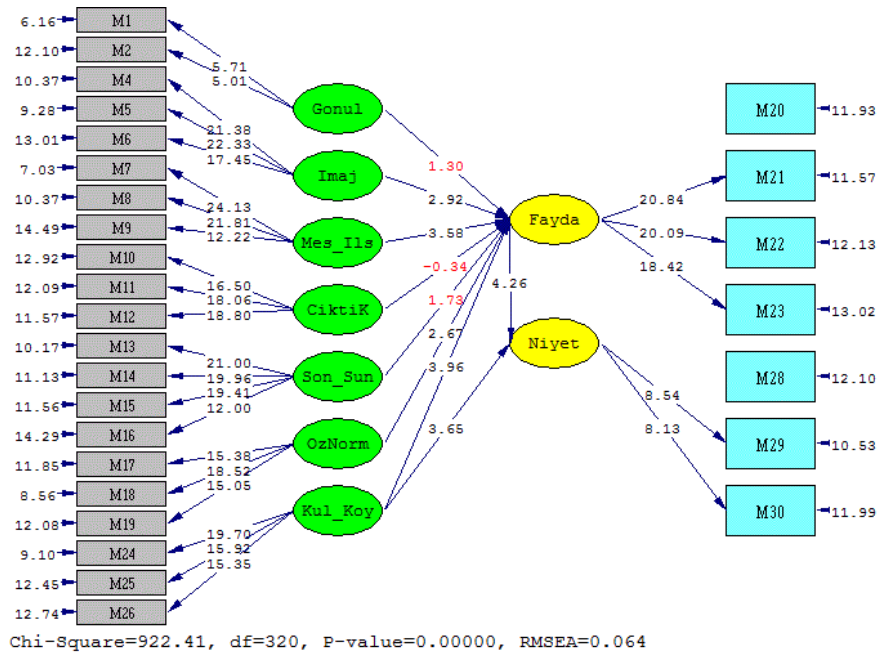 6.16 M1
12.10 M2
10.37 M4
9.28 M5
13.01 M6
7.03 M7
10.37 M8
14.49 M9
12.92 M10
12.09 M11
11.57 M12
10.17 M13
11.13 M14
11.56 M15
14.29 M16
11.85 M17
8.56 M18
12.08 M19
9.10 M24
12.45 M25
12.74 M26
5.71
5.01
21.38
22.33
17.45
24.13
21.81
12.22
16.50
18.06
18.80
21.00
19.96
19.41
12.00
15.38
18.52
15.05
19.70
15.92
15.35
Gonul
Imaj
Mes_Ils
CiktiK
Son_Sun
OzNorm
Kul_Koy
1.30
2.92
3.58
-0.34
1.73
2.67
3.96
3.65
4.26
Fayda
Niyet
20.84
20.09
18.42
8.54
8.13
M20 11.93
M21 11.57
M22 12.13
M23 13.02
M28 12.10
M29 10.53
M30 11.99
Chi-Square=922.41, df=320, P-value=0.00000, RMSEA=0.064